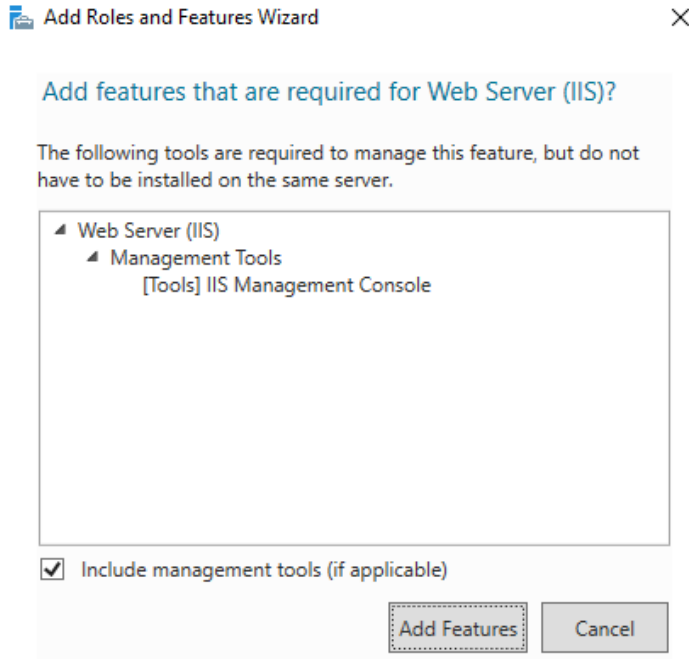 Add Roles and Features Wizard
Add features that are required for Web Server (IIS)?
The following tools are required to manage this feature, but do not
have to be installed on the same server.
Web Server (IIS)
Management Tools
[Tools] IIS Management Console
Include management tools (if applicable)
Add Features
Cancel